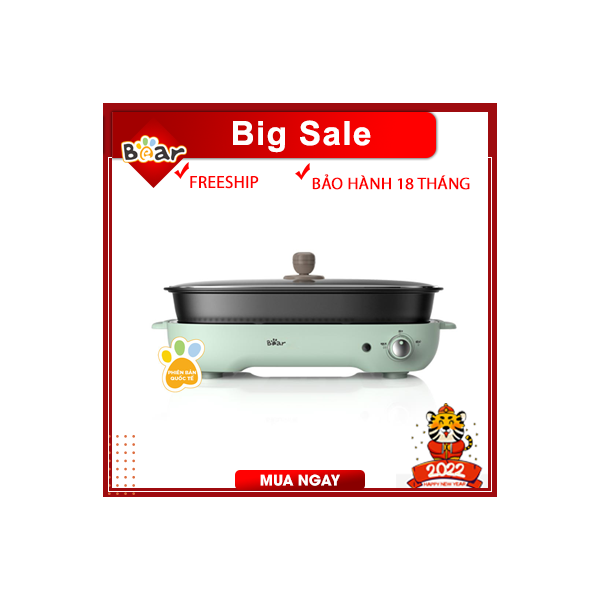 Big Sale
Bear
FREESHIP
BẢO HÀNH 18 THÁNG
Bear
PHIÊN BẢN
QUỐC TẾ
2022
HAPPY NEW YEAR
MUA NGAY